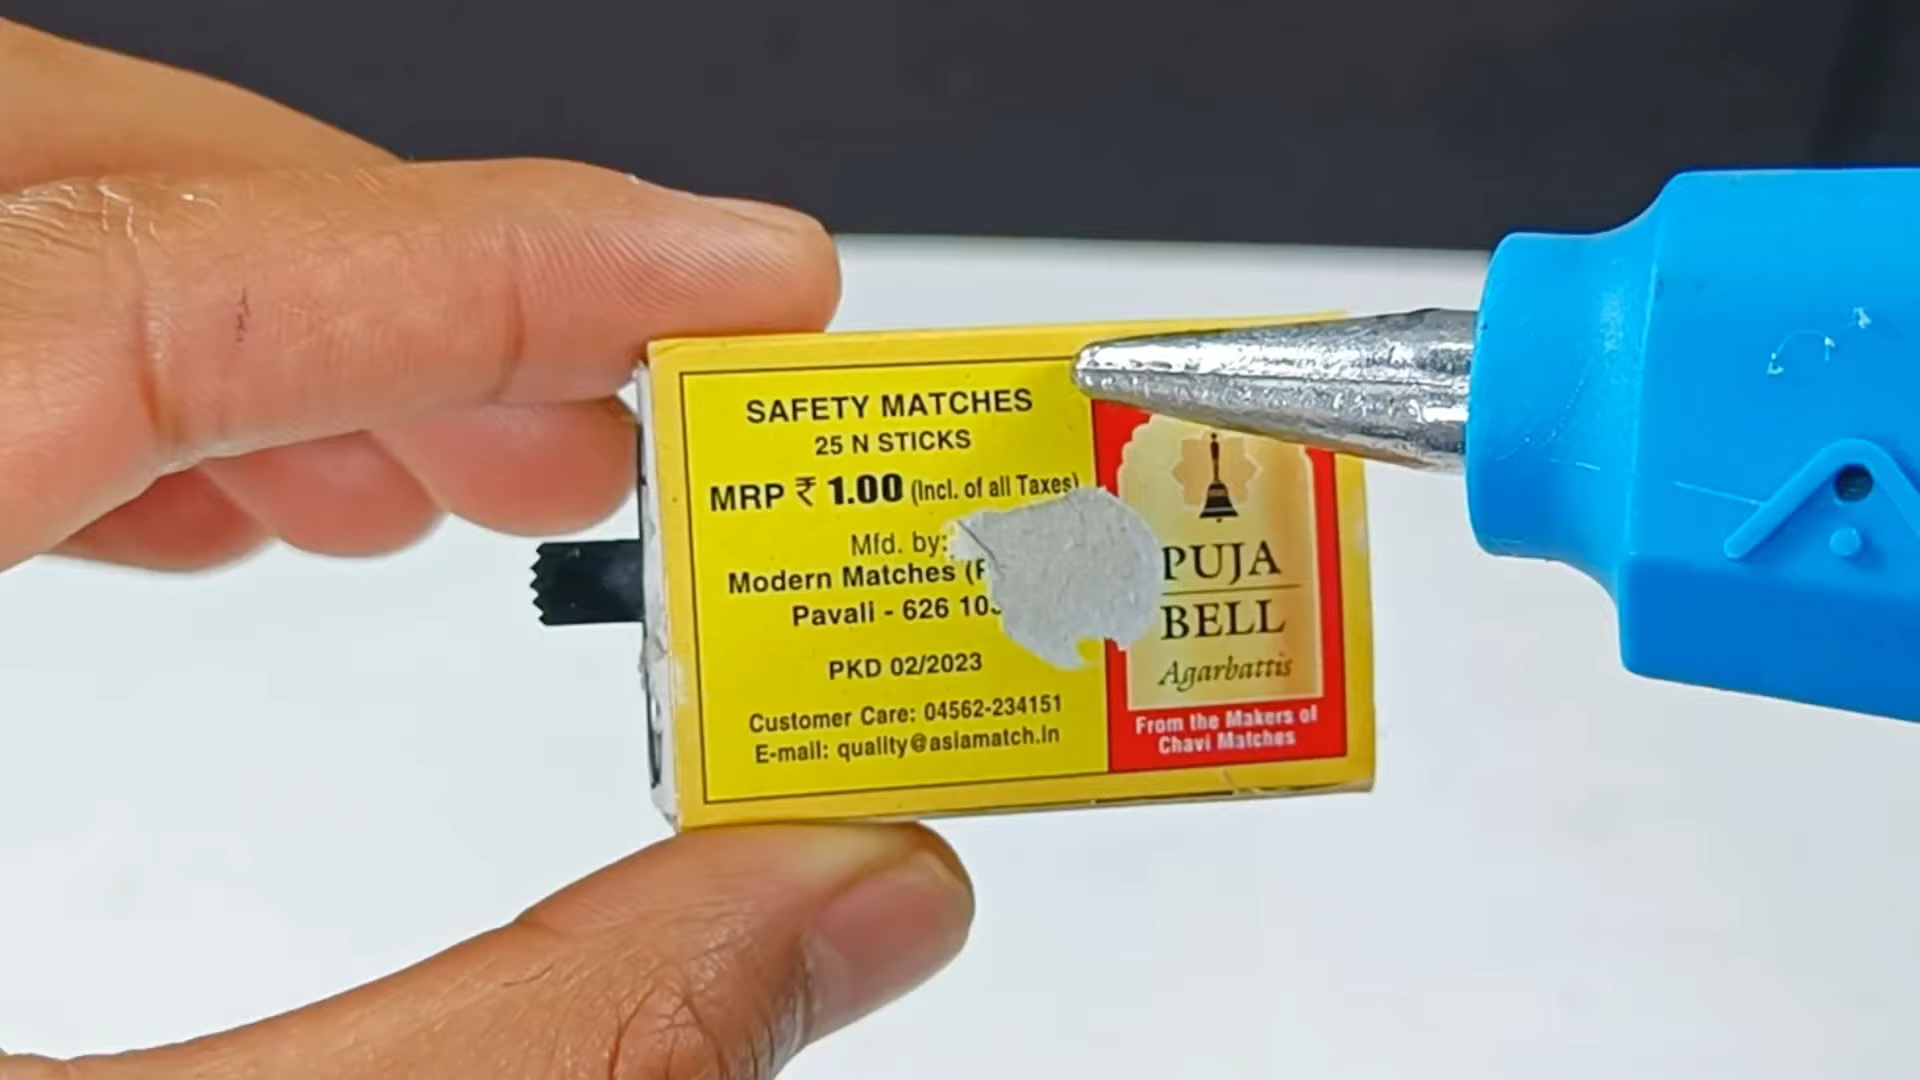 SAFETY MATCHES
25 N STICKS
MRP ₹ 1.00 (Incl. of all Taxes)
Mfd. by:
Modern Matches
Pavali - 626
PKD 02/2023
Customer Care: 04562-234151
E-mail: quality@asiamatch.in
PUJA
BELL
Agarbattis
From the Makers of
Chavi Matches